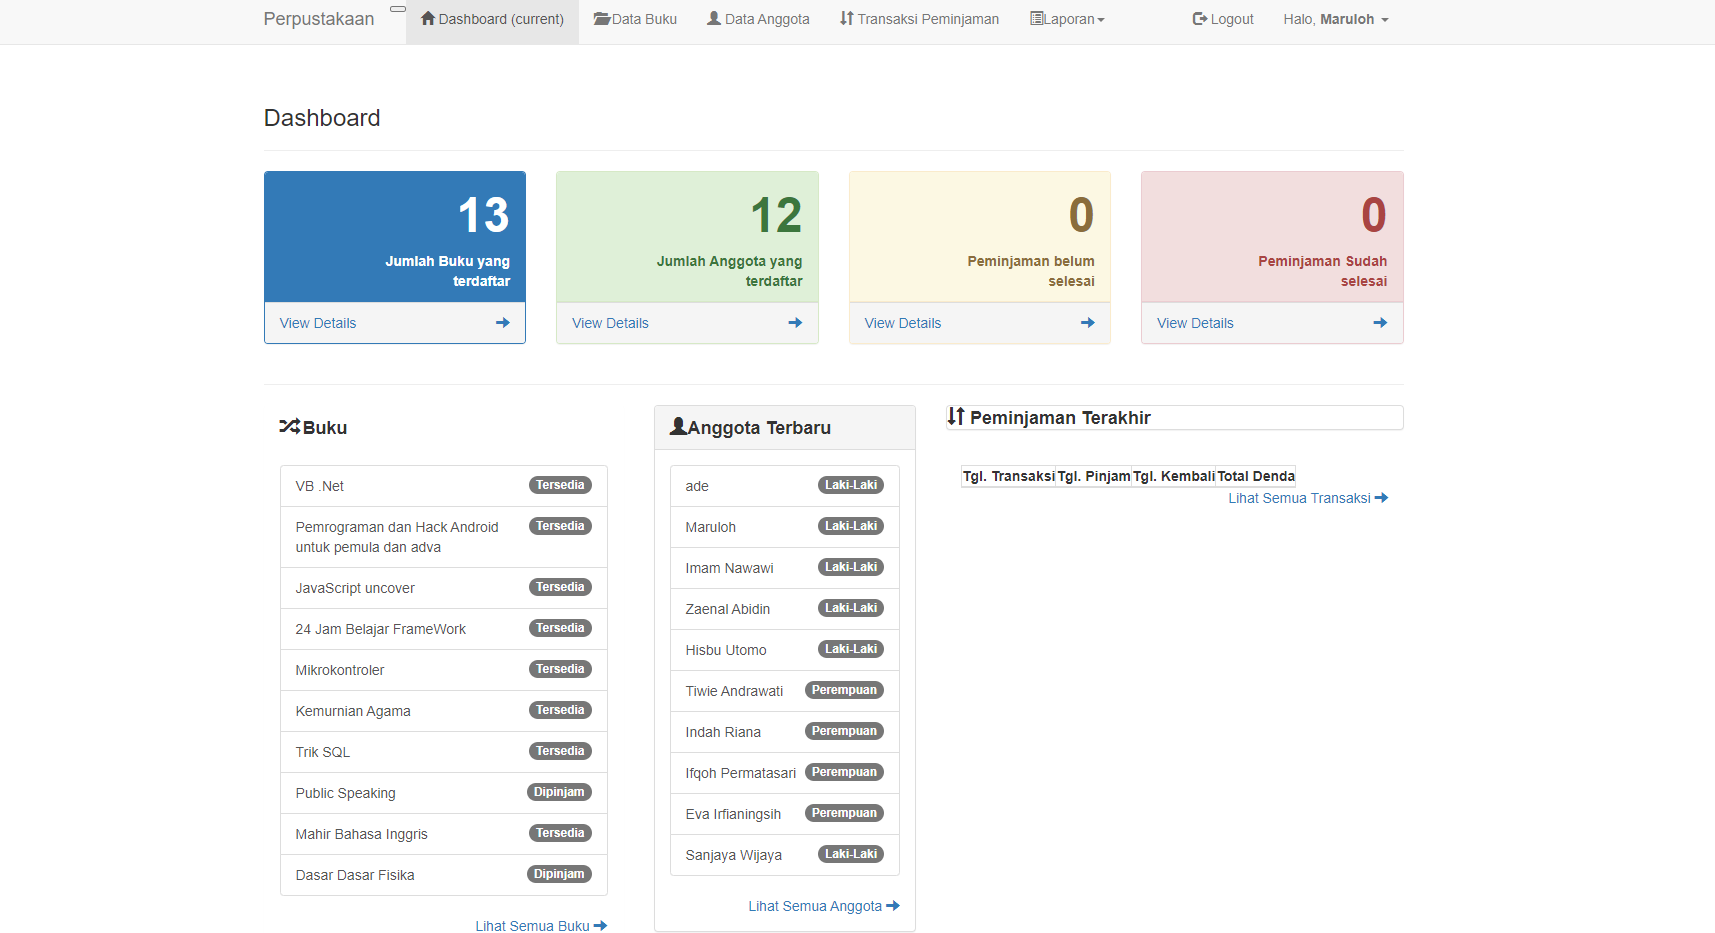 Perpustakaan
Dashboard (current)
Data Buku
Data Anggota
Transaksi Peminjaman
Laporan
Logout
Halo, Maruloh
Dashboard
13
Jumlah Buku yang
terdaftar
View Details
12
Jumlah Anggota yang
terdaftar
View Details
0
Peminjaman belum
selesai
View Details
0
Peminjaman Sudah
selesai
View Details
Buku
VB .Net Tersedia
Pemrograman dan Hack Android Tersedia
untuk pemula dan adva
JavaScript uncover Tersedia
24 Jam Belajar FrameWork Tersedia
Mikrokontroler Tersedia
Kemurnian Agama Tersedia
Trik SQL Tersedia
Public Speaking Dipinjam
Mahir Bahasa Inggris Tersedia
Dasar Dasar Fisika Dipinjam
Lihat Semua Buku
Anggota Terbaru
ade Laki-Laki
Maruloh Laki-Laki
Imam Nawawi Laki-Laki
Zaenal Abidin Laki-Laki
Hisbu Utomo Laki-Laki
Tiwie Andrawati Perempuan
Indah Riana Perempuan
Ifqoh Permatasari Perempuan
Eva Irfianingsih Perempuan
Sanjaya Wijaya Laki-Laki
Lihat Semua Anggota
Peminjaman Terakhir
Tgl. Transaksi Tgl. Pinjam Tgl. Kembali Total Denda
Lihat Semua Transaksi